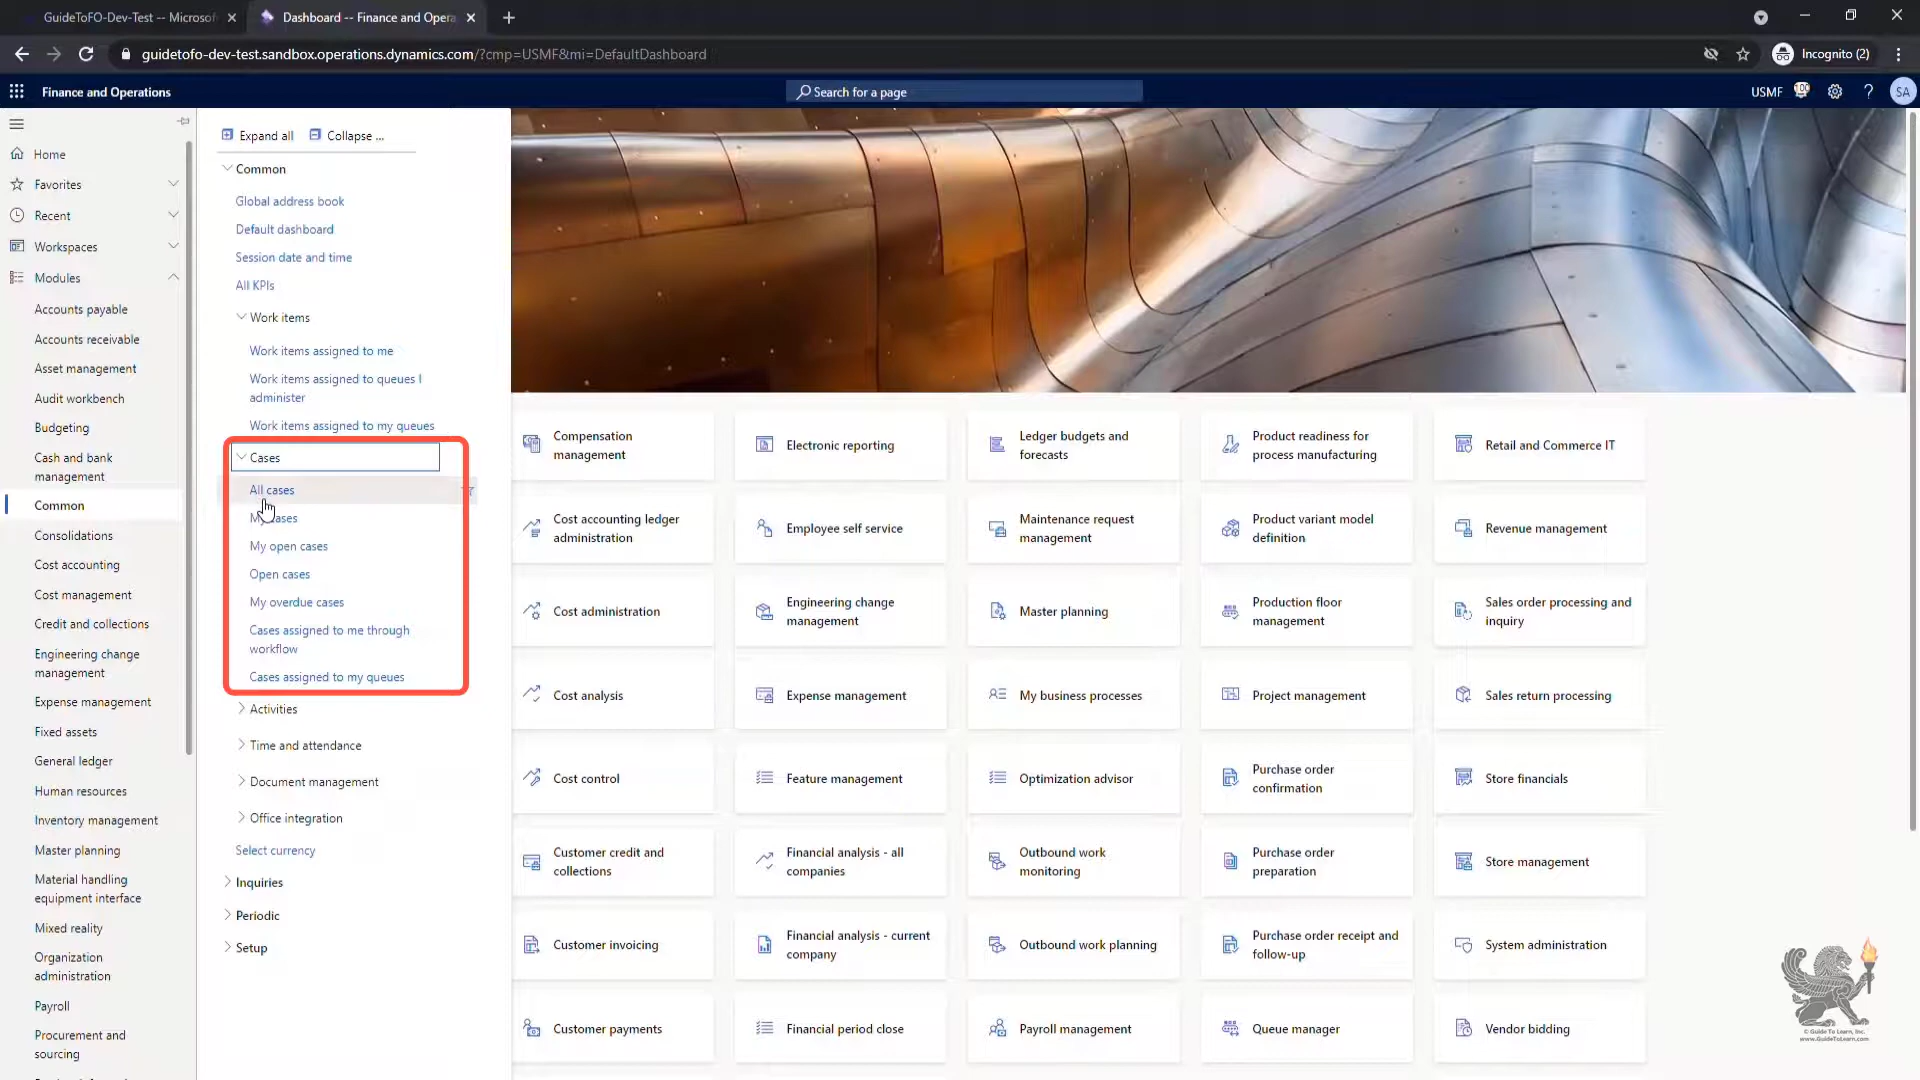 GuideToFO-Dev-Test -- Microsof
Dashboard -- Finance and Opera
guidetofo-dev-test.sandbox.operations.dynamics.com/?cmp=USMF&mi=DefaultDashboard
Incognito (2)
Finance and Operations
Search for a page
USMF
100
?
SA
Home
Favorites
Recent
Workspaces
Modules
Accounts payable
Accounts receivable
Asset management
Audit workbench
Budgeting
Cash and bank
management
Common
Consolidations
Cost accounting
Cost management
Credit and collections
Engineering change
management
Expense management
Fixed assets
General ledger
Human resources
Inventory management
Master planning
Material handling
equipment interface
Mixed reality
Organization
administration
Payroll
Procurement and
sourcing
Expand all
Collapse ...
Common
Global address book
Default dashboard
Session date and time
All KPIs
Work items
Work items assigned to me
Work items assigned to queues I
administer
Work items assigned to my queues
Cases
All cases
My cases
My open cases
Open cases
My overdue cases
Cases assigned to me through
workflow
Cases assigned to my queues
Activities
Time and attendance
Document management
Office integration
Select currency
Inquiries
Periodic
Setup
Compensation
management
Electronic reporting
Ledger budgets and
forecasts
Product readiness for
process manufacturing
Retail and Commerce IT
Cost accounting ledger
administration
Employee self service
Maintenance request
management
Product variant model
definition
Revenue management
Cost administration
Engineering change
management
Master planning
Production floor
management
Sales order processing and
inquiry
Cost analysis
Expense management
My business processes
Project management
Sales return processing
Cost control
Feature management
Optimization advisor
Purchase order
confirmation
Store financials
Customer credit and
collections
Financial analysis - all
companies
Outbound work
monitoring
Purchase order
preparation
Store management
Customer invoicing
Financial analysis - current
company
Outbound work planning
Purchase order receipt and
follow-up
System administration
Customer payments
Financial period close
Payroll management
Queue manager
Vendor bidding
© Guide To Learn, Inc.
www.GuideToLearn.com